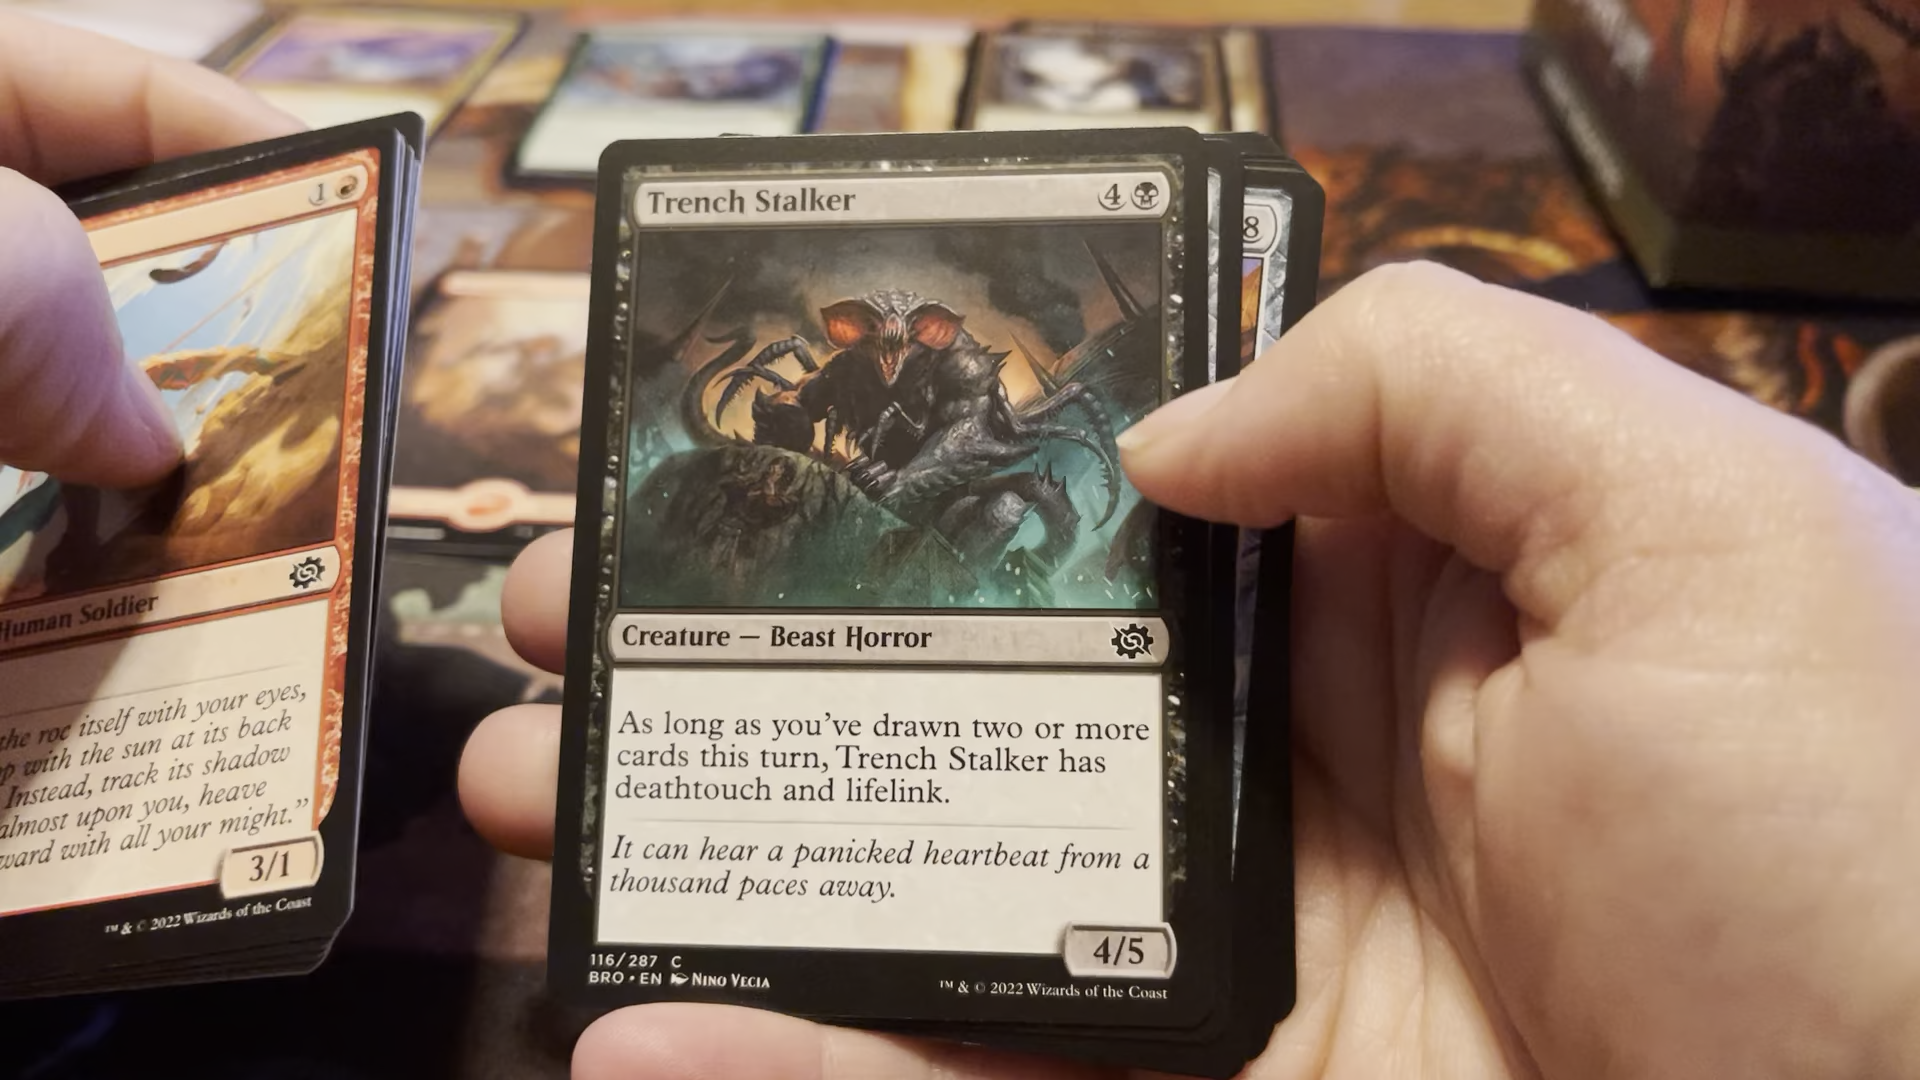 1
Human Soldier
the roc itself with your eyes,
with the sun at its back
Instead, track its shadow
almost upon you, heave
with all your might.”
3/1
™ & © 2022 Wizards of the Coast
Trench Stalker 4
Creature — Beast Horror
As long as you’ve drawn two or more
cards this turn, Trench Stalker has
deathtouch and lifelink.
It can hear a panicked heartbeat from a
thousand paces away.
4/5
116/287 C
BRO • EN Nino Vecia
™ & © 2022 Wizards of the Coast
8